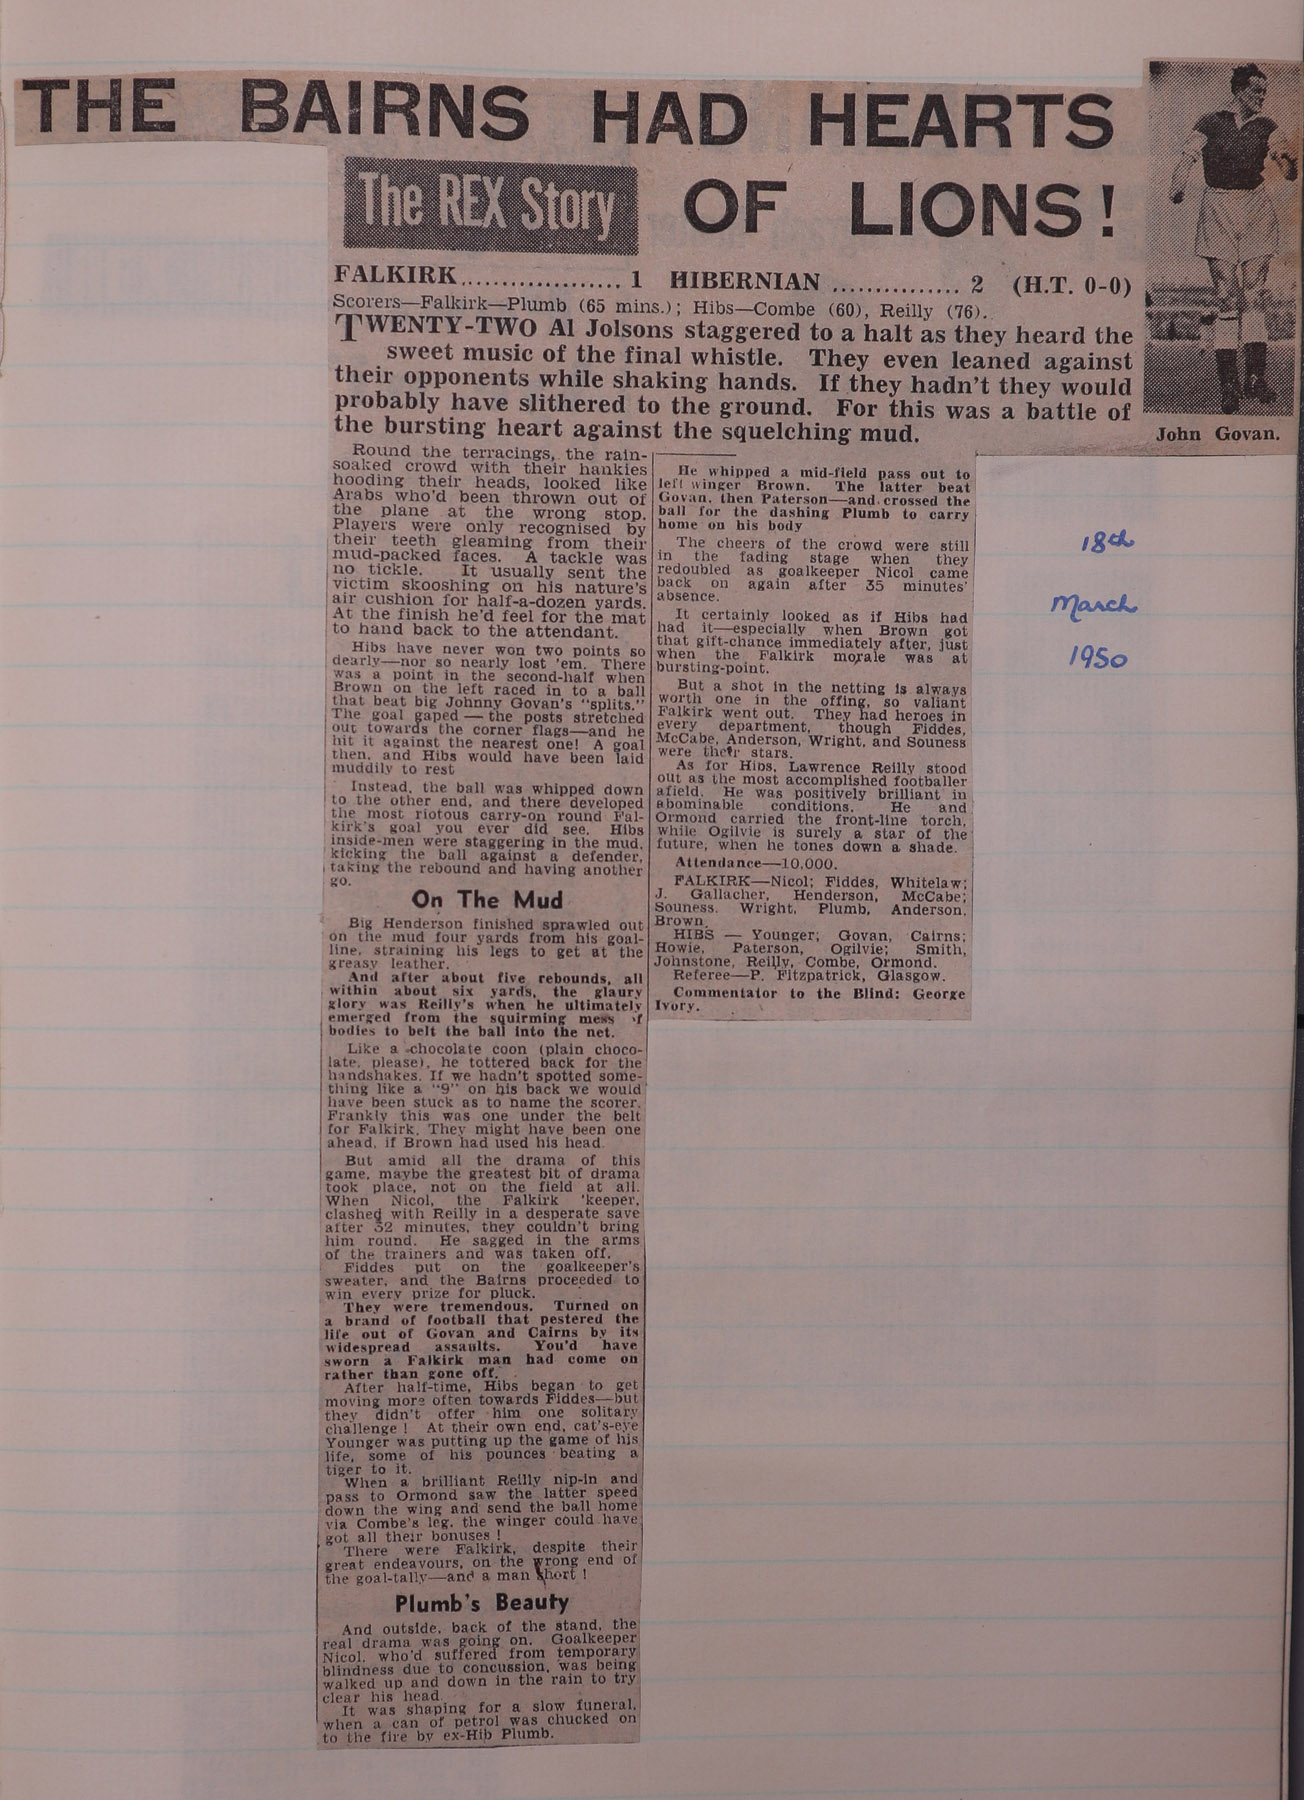 THE BAIRNS HAD HEARTS
The REX Story
OF LIONS!
FALKIRK.................. 1 HIBERNIAN .............. 2 (H.T. 0-0)
Scorers—Falkirk—Plumb (65 mins.); Hibs—Combe (60), Reilly (76).
TWENTY-TWO Al Jolsons staggered to a halt as they heard the
sweet music of the final whistle. They even leaned against
their opponents while shaking hands. If they hadn't they would
probably have slithered to the ground. For this was a battle of
the bursting heart against the squelching mud.
John Govan.
Round the terracings, the rain-
soaked crowd with their hankies
hooding their heads, looked like
Arabs who'd been thrown out of
the plane at the wrong stop.
Players were only recognised by
their teeth gleaming from their
mud-packed faces. A tackle was
no tickle. It usually sent the
victim skooshing on his nature's
air cushion for half-a-dozen yards.
At the finish he'd feel for the mat
to hand back to the attendant.
Hibs have never won two points so
dearly—nor so nearly lost 'em. There
was a point in the second-half when
Brown on the left raced in to a ball
that beat big Johnny Govan's "splits."
The goal gaped — the posts stretched
out towards the corner flags—and he
hit it against the nearest one! A goal
then, and Hibs would have been laid
muddily to rest
Instead, the ball was whipped down
to the other end, and there developed
the most riotous carry-on round Fal-
kirk's goal you ever did see. Hibs
inside-men were staggering in the mud,
kicking the ball against a defender,
taking the rebound and having another
go.
On The Mud
Big Henderson finished sprawled out
on the mud four yards from his goal-
line, straining his legs to get at the
greasy leather.
And after about five rebounds, all
within about six yards, the glaury
glory was Reilly's when he ultimately
emerged from the squirming mess of
bodies to belt the ball into the net.
Like a chocolate coon (plain choco-
late, please), he tottered back for the
handshakes. If we hadn't spotted some-
thing like a "9" on his back we would
have been stuck as to name the scorer.
Frankly this was one under the belt
for Falkirk. They might have been one
ahead, if Brown had used his head.
But amid all the drama of this
game, maybe the greatest bit of drama
took place, not on the field at all.
When Nicol, the Falkirk 'keeper,
clashed with Reilly in a desperate save
after 32 minutes, they couldn't bring
him round. He sagged in the arms
of the trainers and was taken off.
Fiddes put on the goalkeeper's
sweater, and the Bairns proceeded to
win every prize for pluck.
They were tremendous. Turned on
a brand of football that pestered the
life out of Govan and Cairns by its
widespread assaults. You'd have
sworn a Falkirk man had come on
rather than gone off.
After half-time, Hibs began to get
moving more often towards Fiddes—but
they didn't offer him one solitary
challenge! At their own end, cat's-eye
Younger was putting up the game of his
life, some of his pounces beating a
tiger to it.
When a brilliant Reilly nip-in and
pass to Ormond saw the latter speed
down the wing and send the ball home
via Combe's leg, the winger could have
got all their bonuses!
There were Falkirk, despite their
great endeavours, on the wrong end of
the goal-tally—and a man short!
Plumb's Beauty
And outside, back of the stand, the
real drama was going on. Goalkeeper
Nicol, who'd suffered from temporary
blindness due to concussion, was being
walked up and down in the rain to try
clear his head.
It was shaping for a slow funeral,
when a can of petrol was chucked on
to the fire by ex-Hib Plumb.
He whipped a mid-field pass out to
left winger Brown. The latter beat
Govan, then Paterson—and crossed the
ball for the dashing Plumb to carry
home on his body
The cheers of the crowd were still
in the fading stage when they
redoubled as goalkeeper Nicol came
back on again after 35 minutes'
absence.
It certainly looked as if Hibs had
had it—especially when Brown got
that gift-chance immediately after, just
when the Falkirk morale was at
bursting-point.
But a shot in the netting is always
worth one in the offing, so valiant
Falkirk went out. They had heroes in
every department, though Fiddes,
McCabe, Anderson, Wright, and Souness
were their stars.
As for Hibs, Lawrence Reilly stood
out as the most accomplished footballer
afield. He was positively brilliant in
abominable conditions. He and
Ormond carried the front-line torch,
while Ogilvie is surely a star of the
future, when he tones down a shade.
Attendance—10,000.
FALKIRK—Nicol; Fiddes, Whitelaw;
J. Gallacher, Henderson, McCabe;
Souness, Wright, Plumb, Anderson,
Brown.
HIBS — Younger; Govan, Cairns;
Howie, Paterson, Ogilvie; Smith,
Johnstone, Reilly, Combe, Ormond.
Referee—P. Fitzpatrick, Glasgow.
Commentator to the Blind: George
Ivory.
18th
March
1950